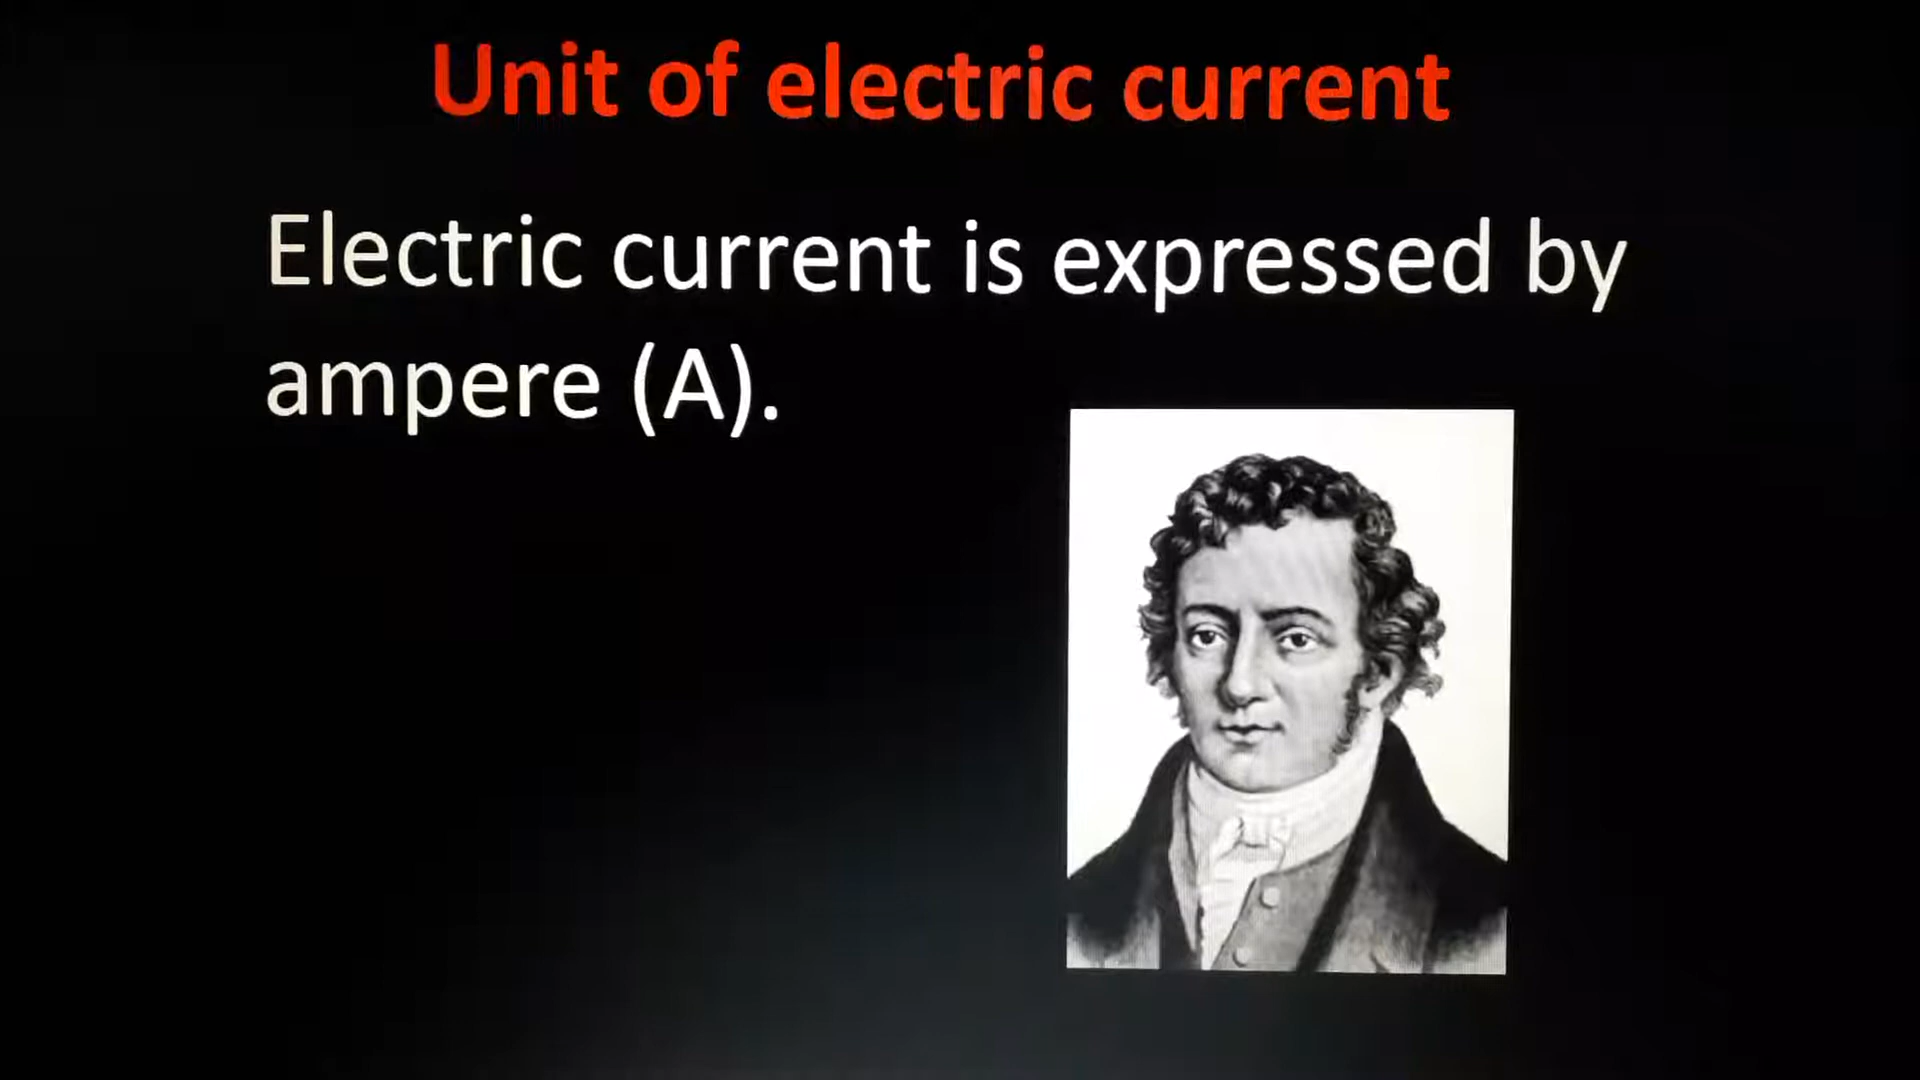 Unit of electric current
Electric current is expressed by
ampere (A).